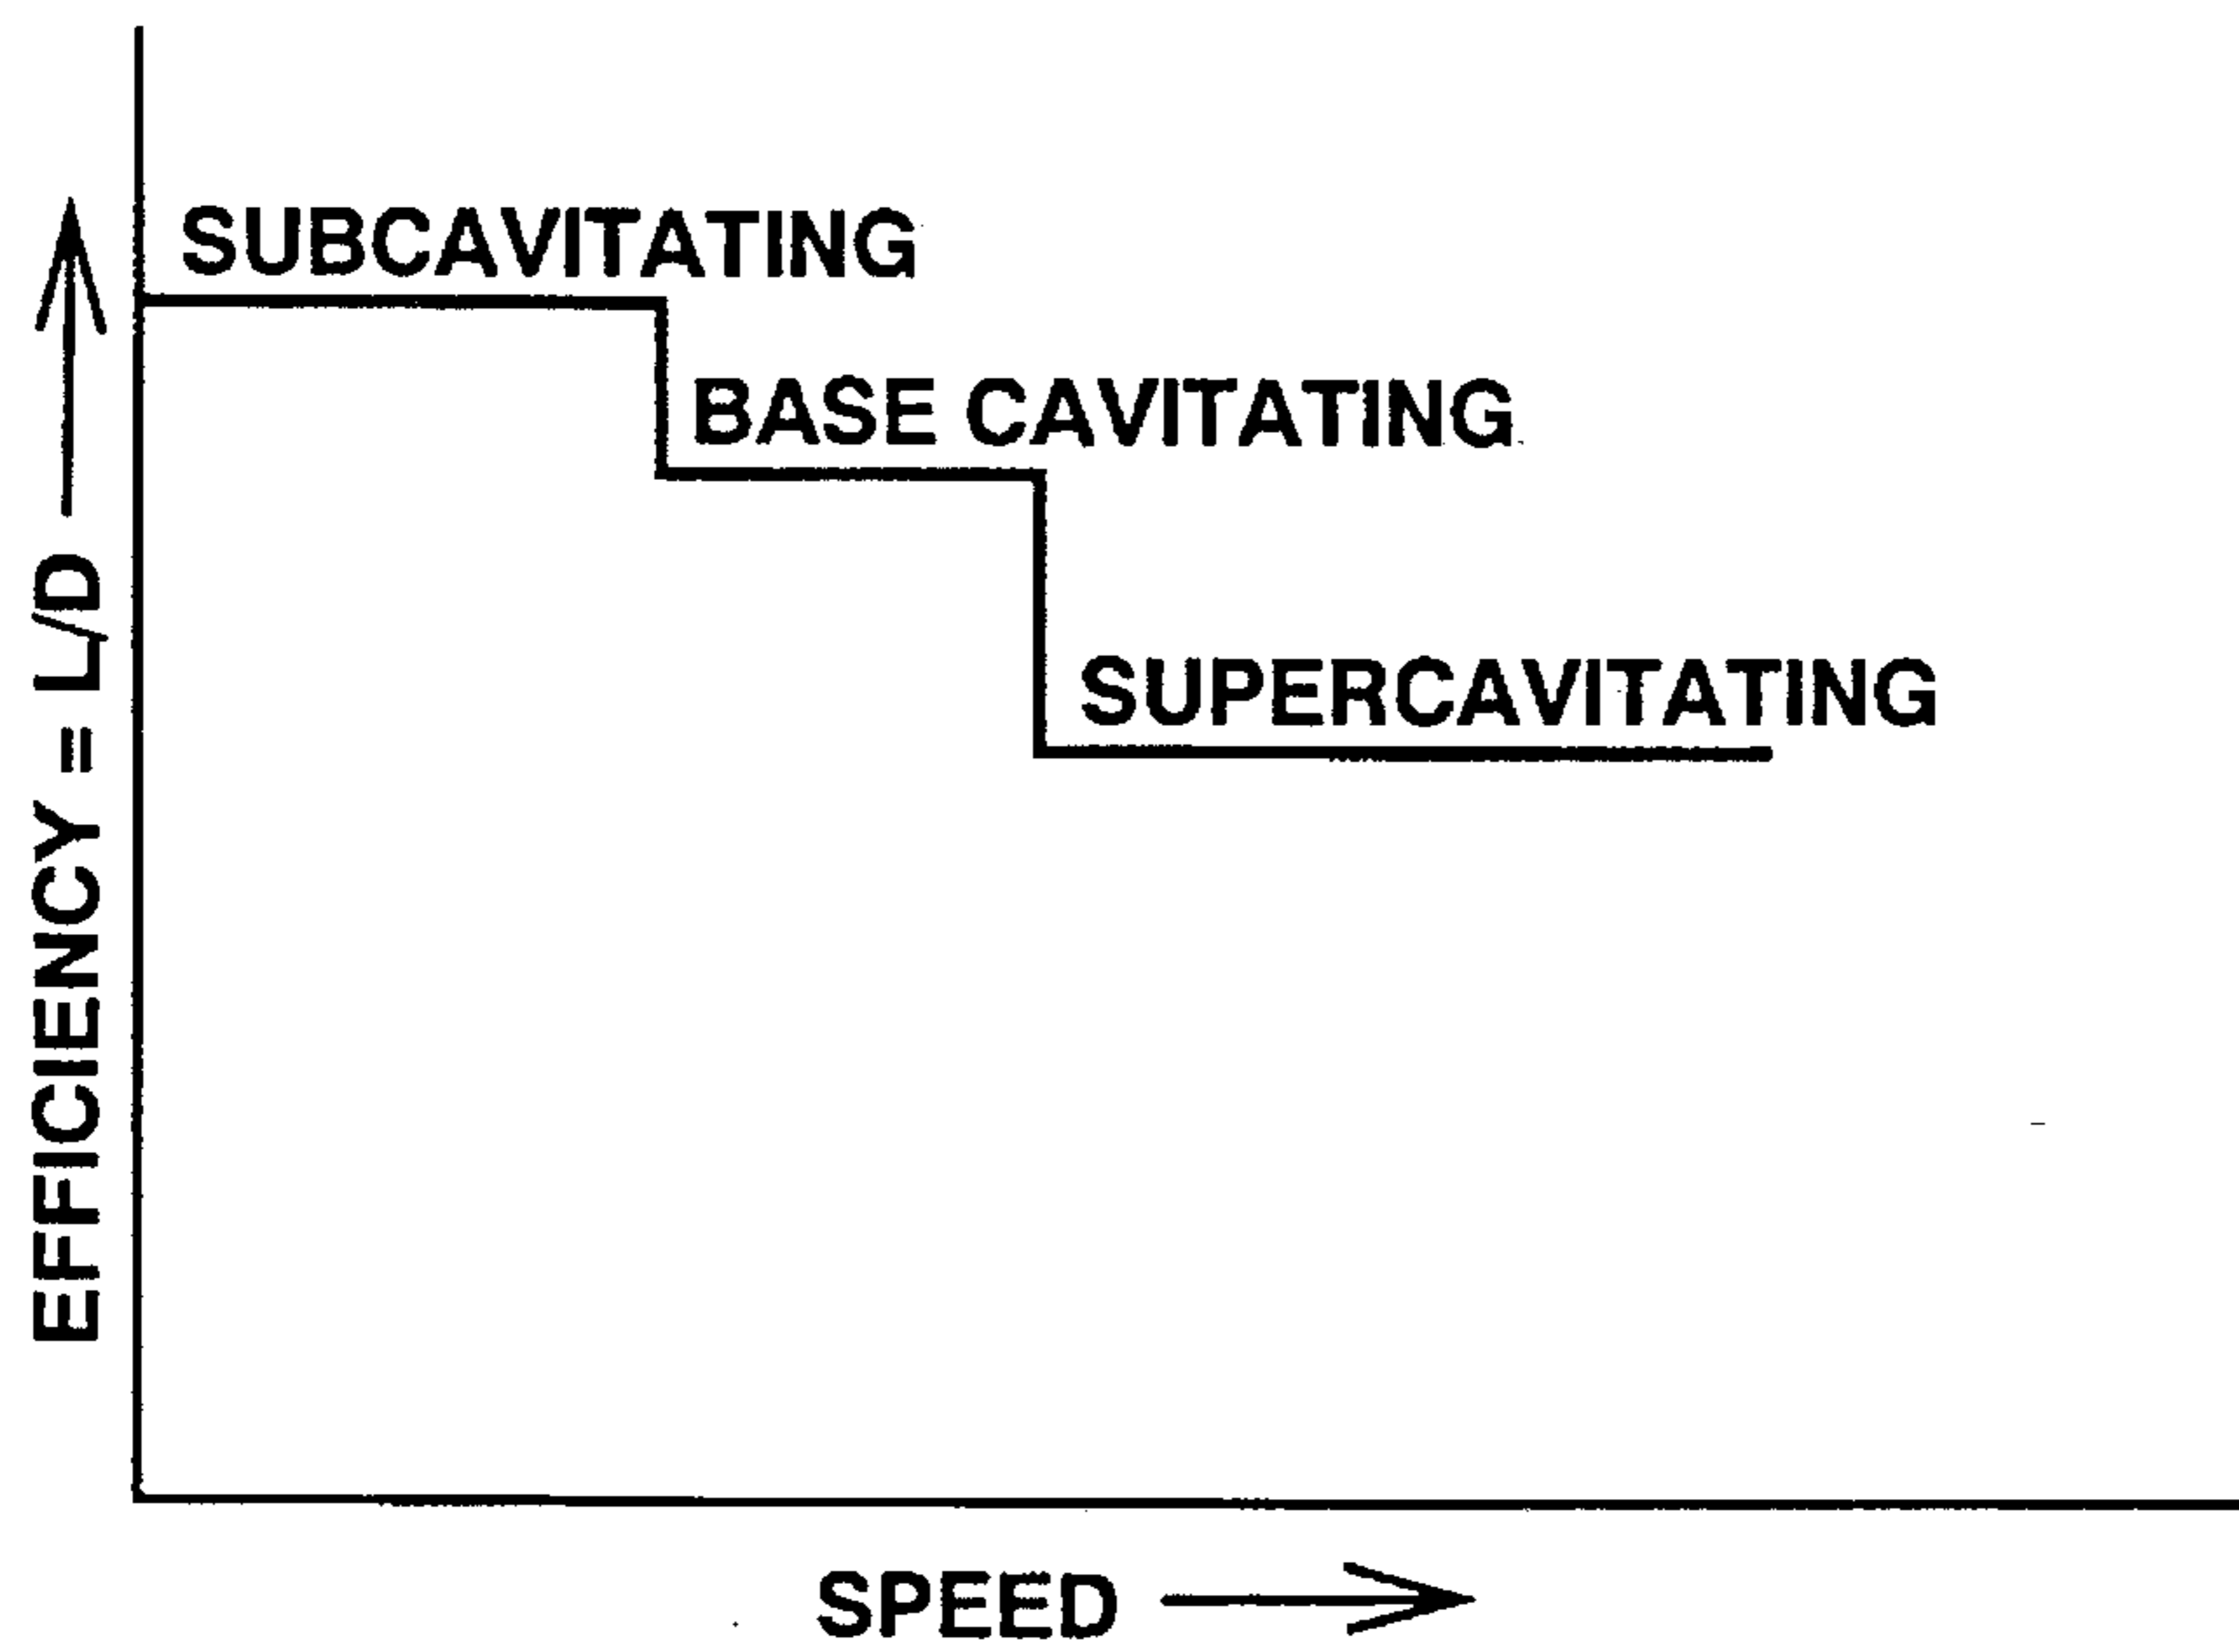 SUBCAVITATING
BASE CAVITATING
SUPERCAVITATING
EFFICIENCY = L/D
SPEED